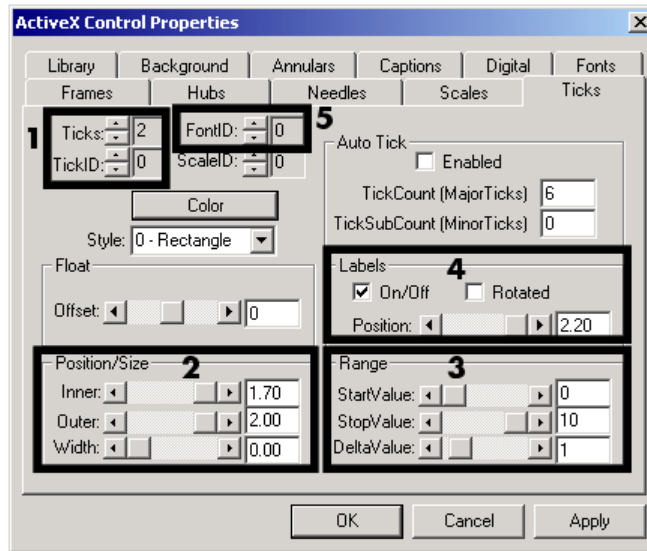 ActiveX Control Properties
Library Background Annulars Captions Digital Fonts
Frames Hubs Needles Scales Ticks
1 Ticks: 2 FontID: 0 5
TickID: 0 ScaleID: 0
Color
Style: 0 - Rectangle
Auto Tick
Enabled
TickCount (MajorTicks) 6
TickSubCount (MinorTicks) 0
Float
Offset: 0
Labels 4
On/Off Rotated
Position: 2.20
Position/Size 2
Inner: 1.70
Outer: 2.00
Width: 0.00
Range 3
StartValue: 0
StopValue: 10
DeltaValue: 1
OK Cancel Apply